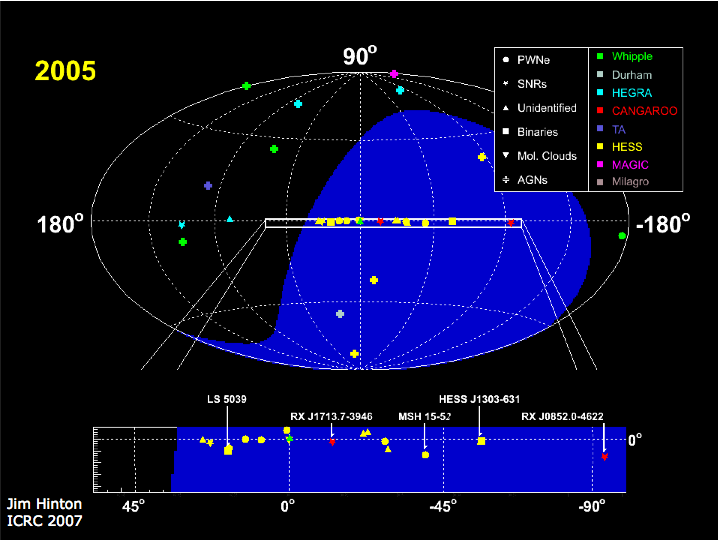 2005
90°
PWNe
SNRs
Unidentified
Binaries
Mol. Clouds
AGNs
Whipple
Durham
HEGRA
CANGAROO
TA
HESS
MAGIC
Milagro
180°
-180°
LS 5039
HESS J1303-631
RX J1713.7-3946
MSH 15-52
RX J0852.0-4622
0°
45°
0°
-45°
-90°
Jim Hinton
ICRC 2007